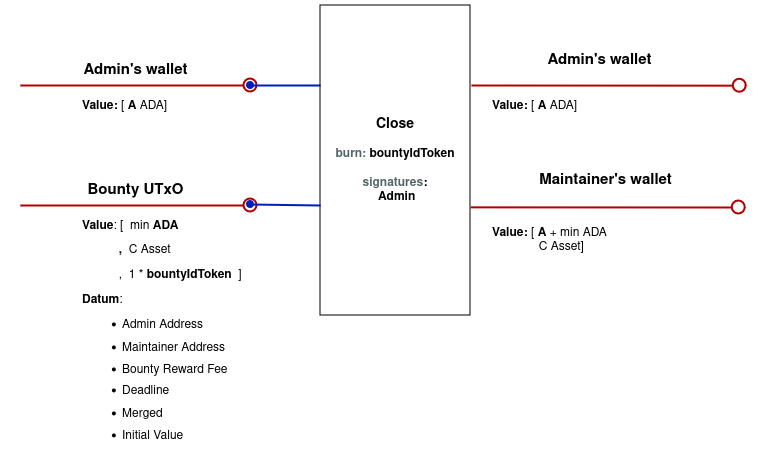 Admin's wallet
Value: [ A ADA]
Bounty UTxO
Value: [ min ADA
, C Asset
, 1 * bountyIdToken ]
Datum:
• Admin Address
• Maintainer Address
• Bounty Reward Fee
• Deadline
• Merged
• Initial Value
Close
burn: bountyIdToken
signatures:
Admin
Admin's wallet
Value: [ A ADA]
Maintainer's wallet
Value: [ A + min ADA
C Asset]